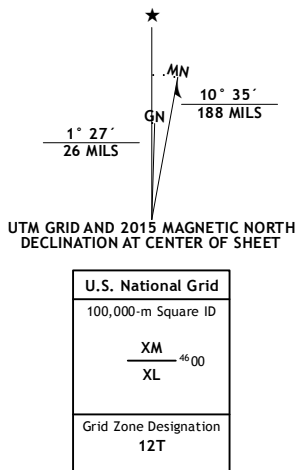 ★
MN
GN
10° 35´
188 MILS
1° 27´
26 MILS
UTM GRID AND 2015 MAGNETIC NORTH
DECLINATION AT CENTER OF SHEET
U.S. National Grid
100,000-m Square ID
XM
4600
XL
Grid Zone Designation
12T